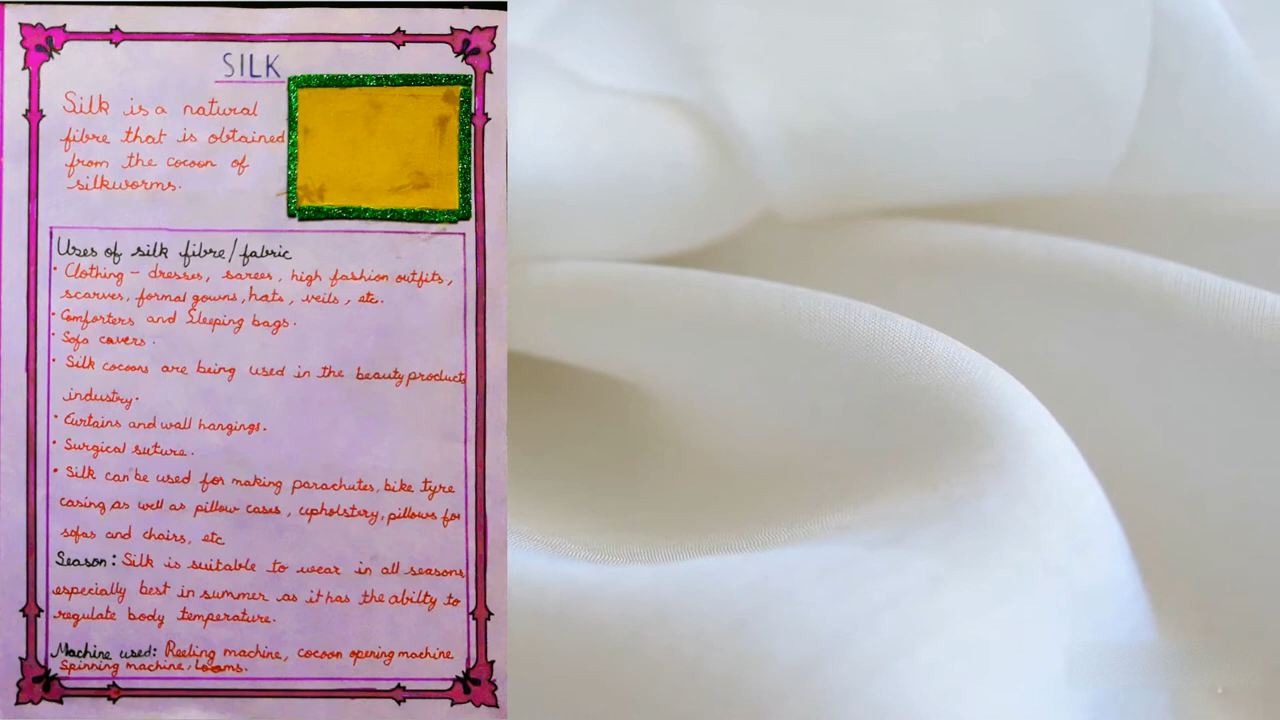 SILK
Silk is a natural
fibre that is obtained
from the cocoon of
silkworms.
Uses of silk fibre/fabric
• Clothing – dresses, sarees, high fashion outfits,
scarves, formal gowns, hats, veils, etc.
• Comforters and Sleeping bags.
• Sofa covers.
• Silk cocoons are being used in the beauty products
industry.
• Curtains and wall hangings.
• Surgical suture.
• Silk can be used for making parachutes, bike tyre
casing as well as pillow cases, upholstery, pillows for
sofas and chairs, etc
Season: Silk is suitable to wear in all seasons
especially best in summer as it has the abilty to
regulate body temperature.
Machine used: Reeling machine, cocoon opering machine
Spinning machine, Looms.